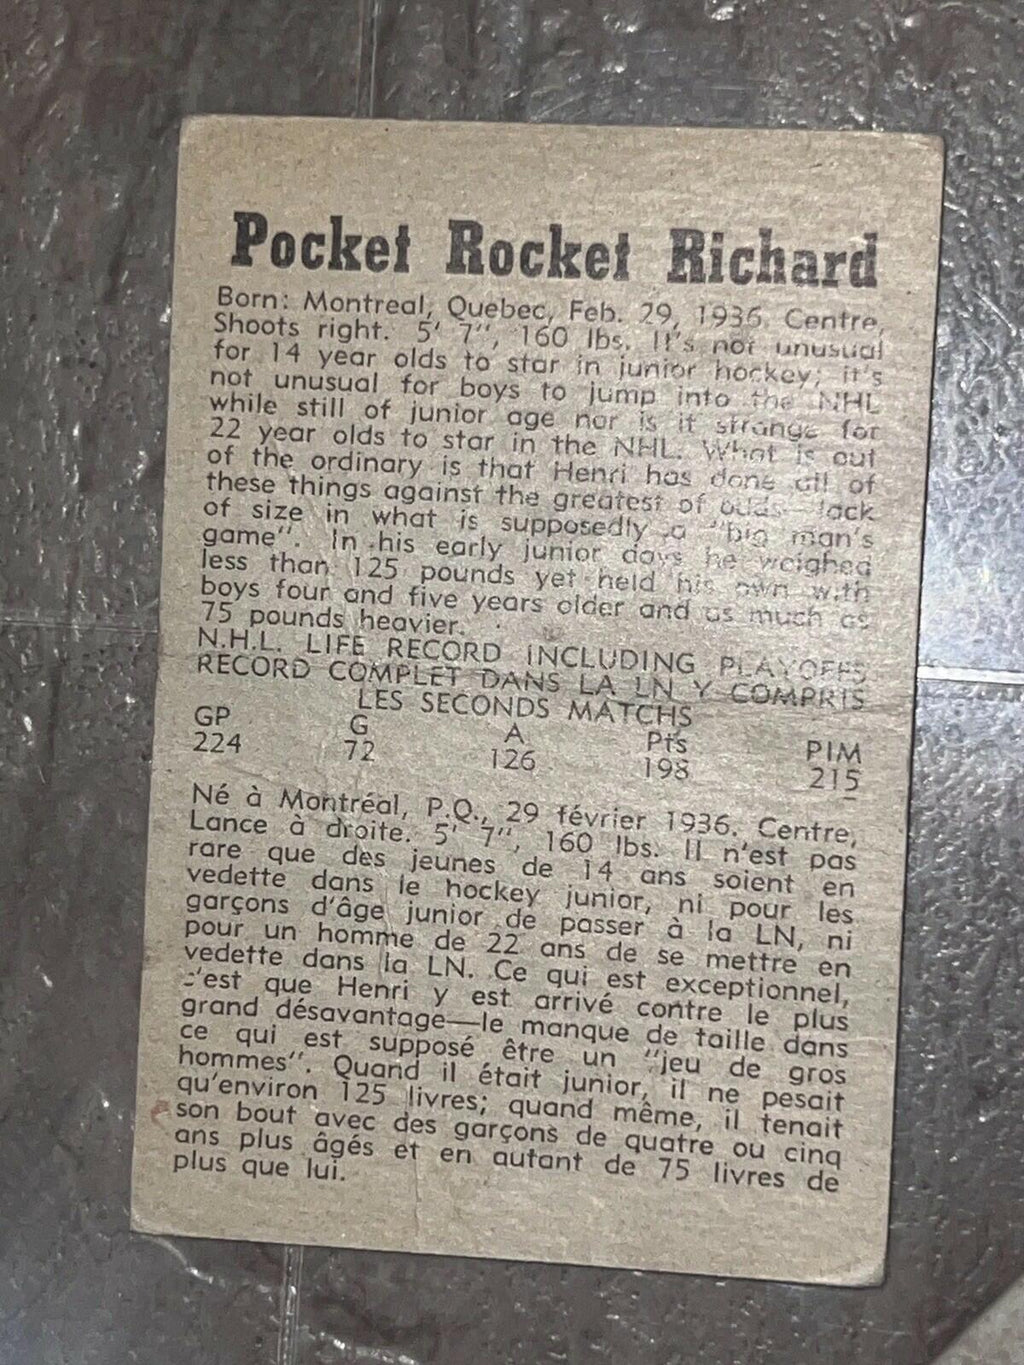 Pocket Rocket Richard
Born: Montreal, Quebec, Feb. 29, 1936. Centre,
Shoots right. 5' 7", 160 lbs. It's not unusual
for 14 year olds to star in junior hockey; it's
not unusual for boys to jump into the NHL
while still of junior age nor is it strange for
22 year olds to star in the NHL. What is out
of the ordinary is that Henri has done all of
these things against the greatest of odds—lack
of size in what is supposedly a "big man's
game". In his early junior days he weighed
less than 125 pounds yet held his own with
boys four and five years older and as much as
75 pounds heavier.
N.H.L. LIFE RECORD INCLUDING PLAYOFFS
RECORD COMPLET DANS LA LN Y COMPRIS
LES SECONDS MATCHS
GP G A Pts PIM
224 72 126 198 215
Né à Montréal, P.Q., 29 février 1936. Centre,
Lance à droite. 5' 7", 160 lbs. Il n'est pas
rare que des jeunes de 14 ans soient en
vedette dans le hockey junior, ni pour les
garçons d'âge junior de passer à la LN, ni
pour un homme de 22 ans de se mettre en
vedette dans la LN. Ce qui est exceptionnel,
c'est que Henri y est arrivé contre le plus
grand désavantage—le manque de taille dans
ce qui est supposé être un "jeu de gros
hommes". Quand il était junior, il ne pesait
qu'environ 125 livres; quand même, il tenait
son bout avec des garçons de quatre ou cinq
ans plus âgés et en autant de 75 livres de
plus que lui.